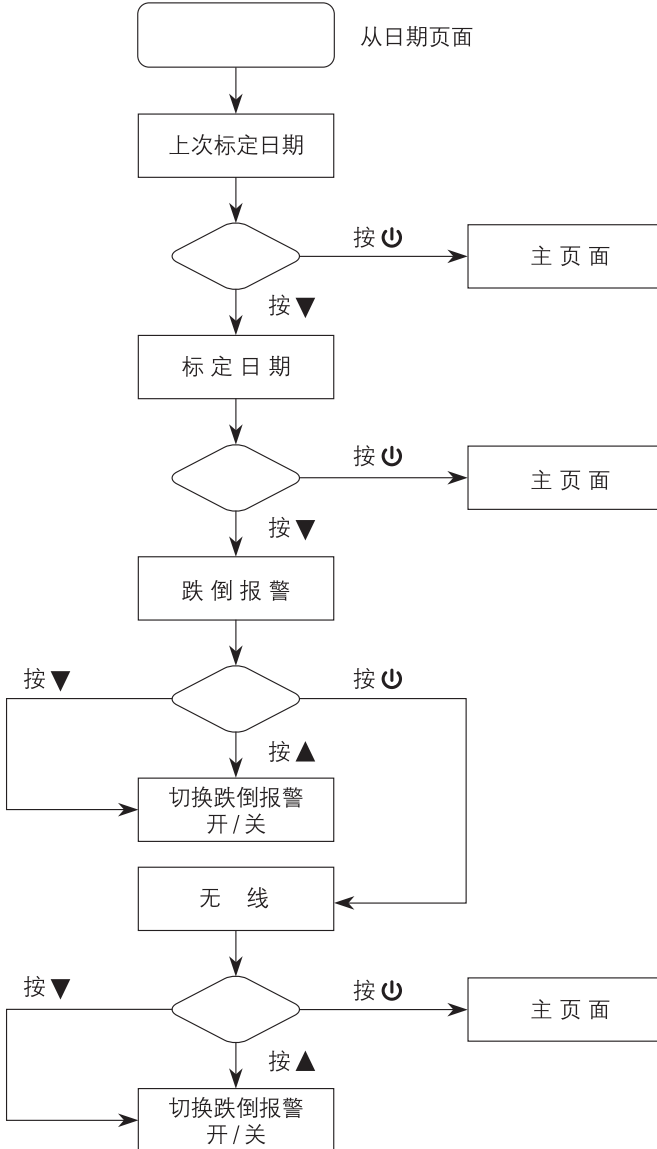 从日期页面
上次标定日期
按⏻
主页面
按▼
标定日期
按⏻
主页面
按▼
跌倒报警
按▼
按⏻
按▲
切换跌倒报警
开/关
无 线
按▼
按⏻
主页面
按▲
切换跌倒报警
开/关